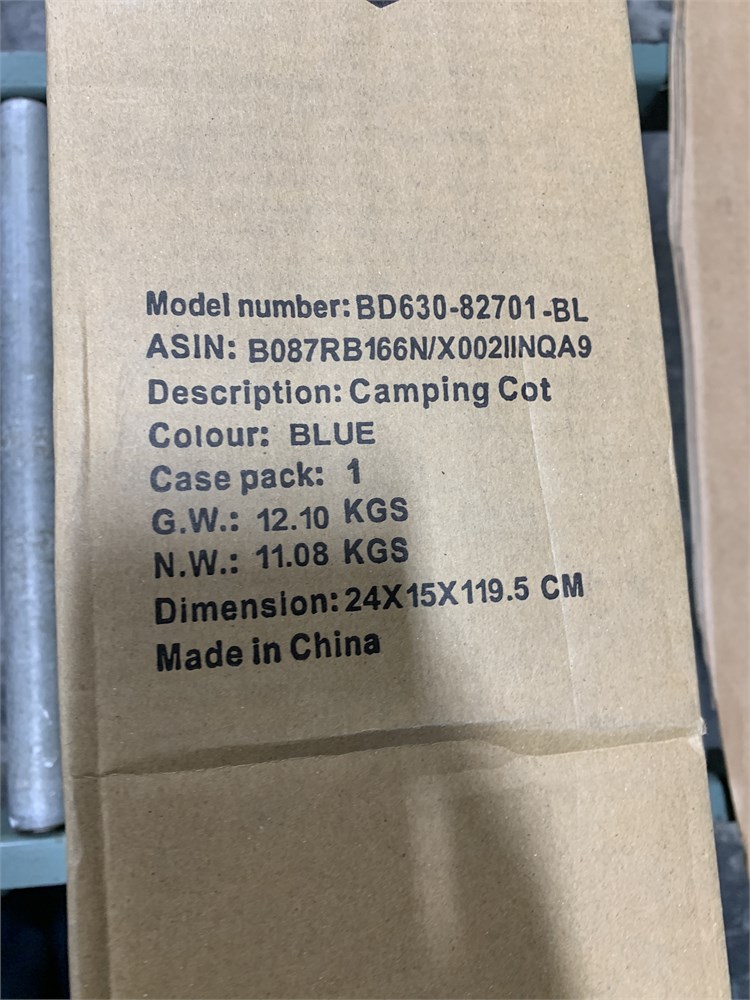 Model number: BD630-82701-BL
ASIN: B087RB166N/X002IINQA9
Description: Camping Cot
Colour: BLUE
Case pack: 1
G.W.: 12.10 KGS
N.W.: 11.08 KGS
Dimension: 24X15X119.5 CM
Made in China